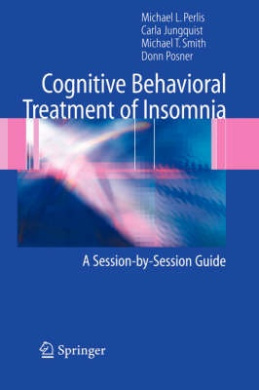 Michael L. Perlis
Carla Jungquist
Michael T. Smith
Donn Posner
Cognitive Behavioral
Treatment of Insomnia
A Session-by-Session Guide
Springer